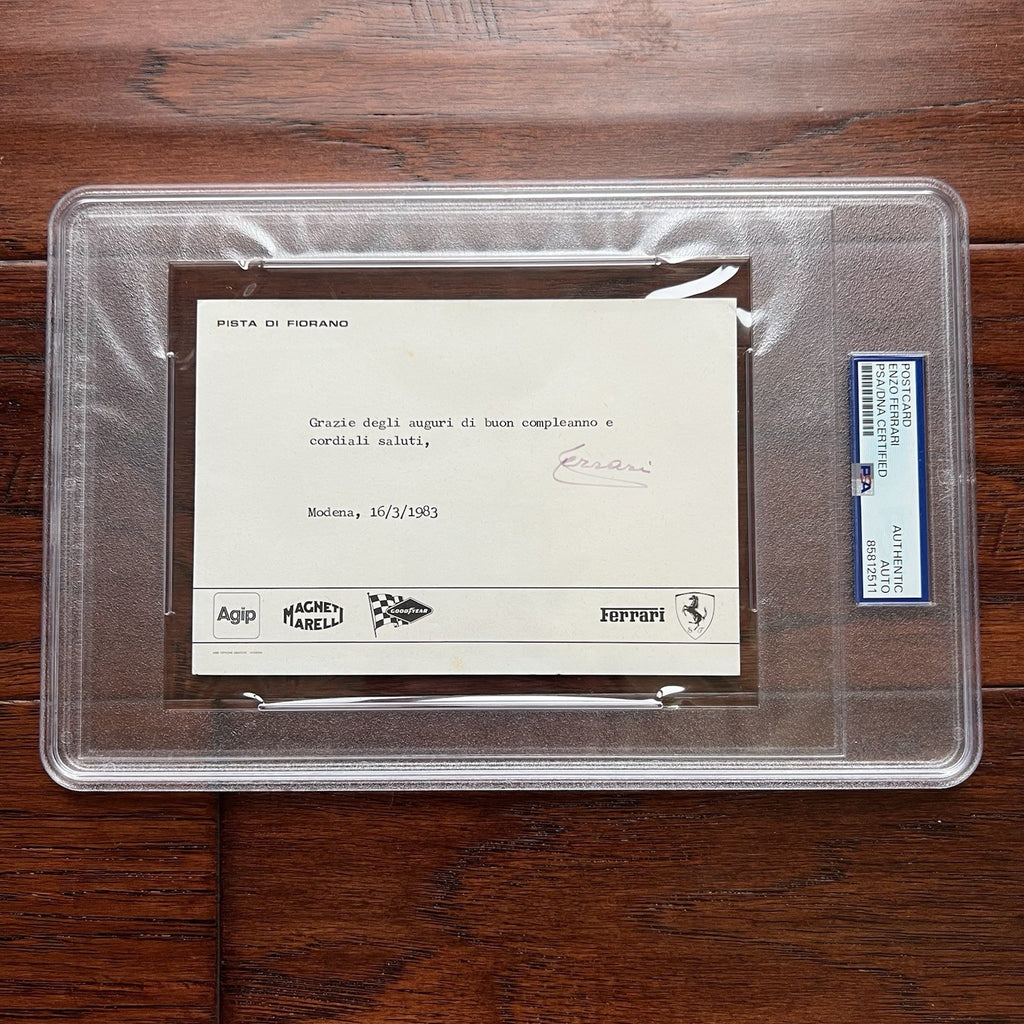 PISTA DI FIORANO
Grazie degli auguri di buon compleanno e
cordiali saluti,
Ferrari
Modena, 16/3/1983
Agip
MAGNETI
MARELLI
GOODYEAR
Ferrari
S F
POSTCARD
ENZO FERRARI
PSA/DNA CERTIFIED
PSA
AUTHENTIC
AUTO
85812511